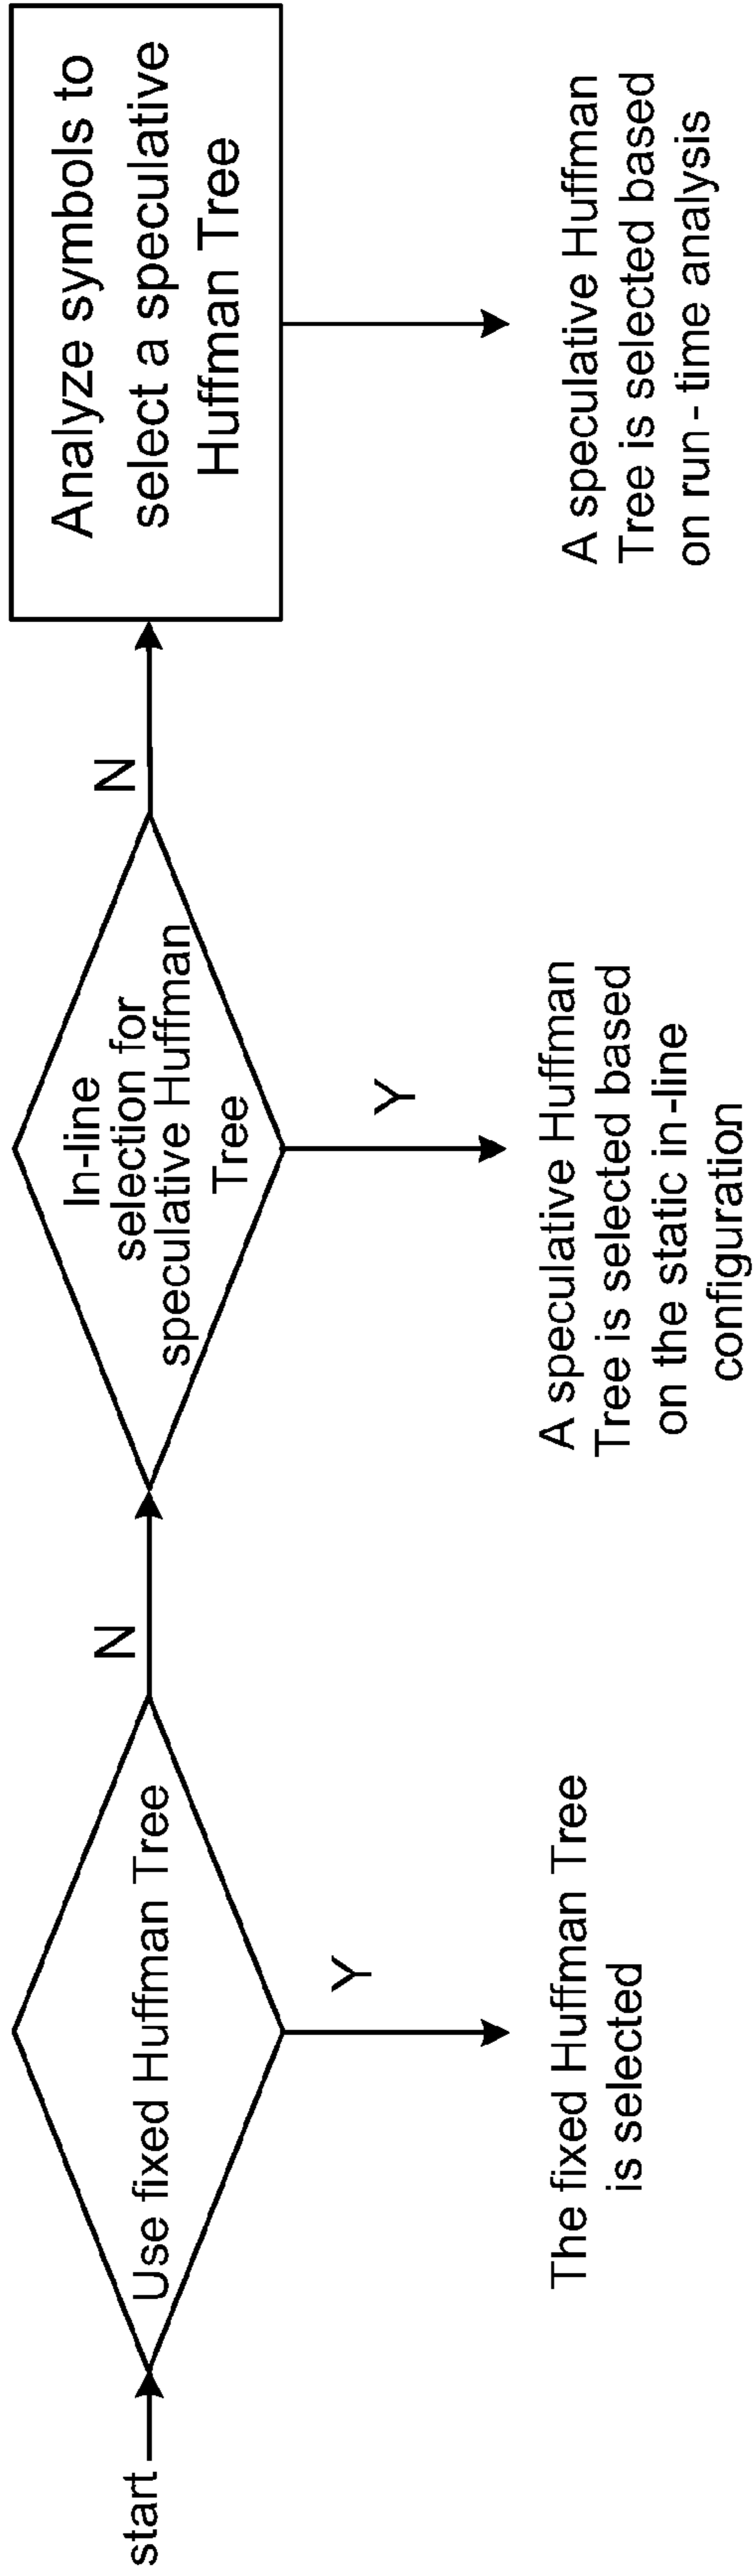 start
Use fixed Huffman Tree
N
Y
The fixed Huffman Tree
is selected
In-line
selection for
speculative Huffman
Tree
N
Y
A speculative Huffman
Tree is selected based
on the static in-line
configuration
Analyze symbols to
select a speculative
Huffman Tree
A speculative Huffman
Tree is selected based
on run - time analysis